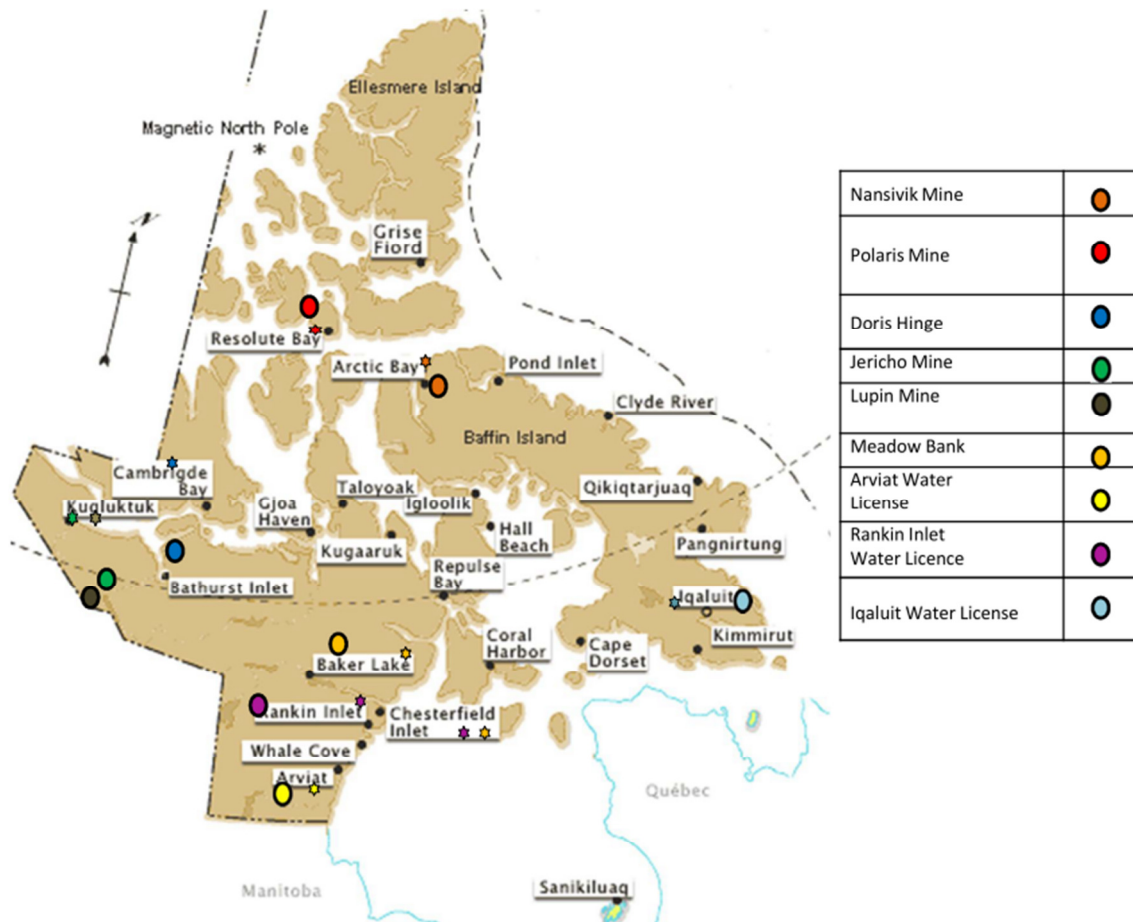 Ellesmere Island
Magnetic North Pole
*
N
Grise
Fiord
Resolute Bay
Arctic Bay
Pond Inlet
Clyde River
Baffin Island
Cambrigde
Bay
Kugluktuk
Taloyoak
Igloolik
Qikiqtarjuaq
Gjoa
Haven
Hall
Beach
Kugaaruk
Pangnirtung
Repulse
Bay
Bathurst Inlet
Iqaluit
Kimmirut
Coral
Harbor
Cape
Dorset
Baker Lake
Rankin Inlet
Chesterfield
Inlet
Whale Cove
Arviat
Québec
Manitoba
Sanikiluaq
Nansivik Mine
Polaris Mine
Doris Hinge
Jericho Mine
Lupin Mine
Meadow Bank
Arviat Water
License
Rankin Inlet
Water Licence
Iqaluit Water License